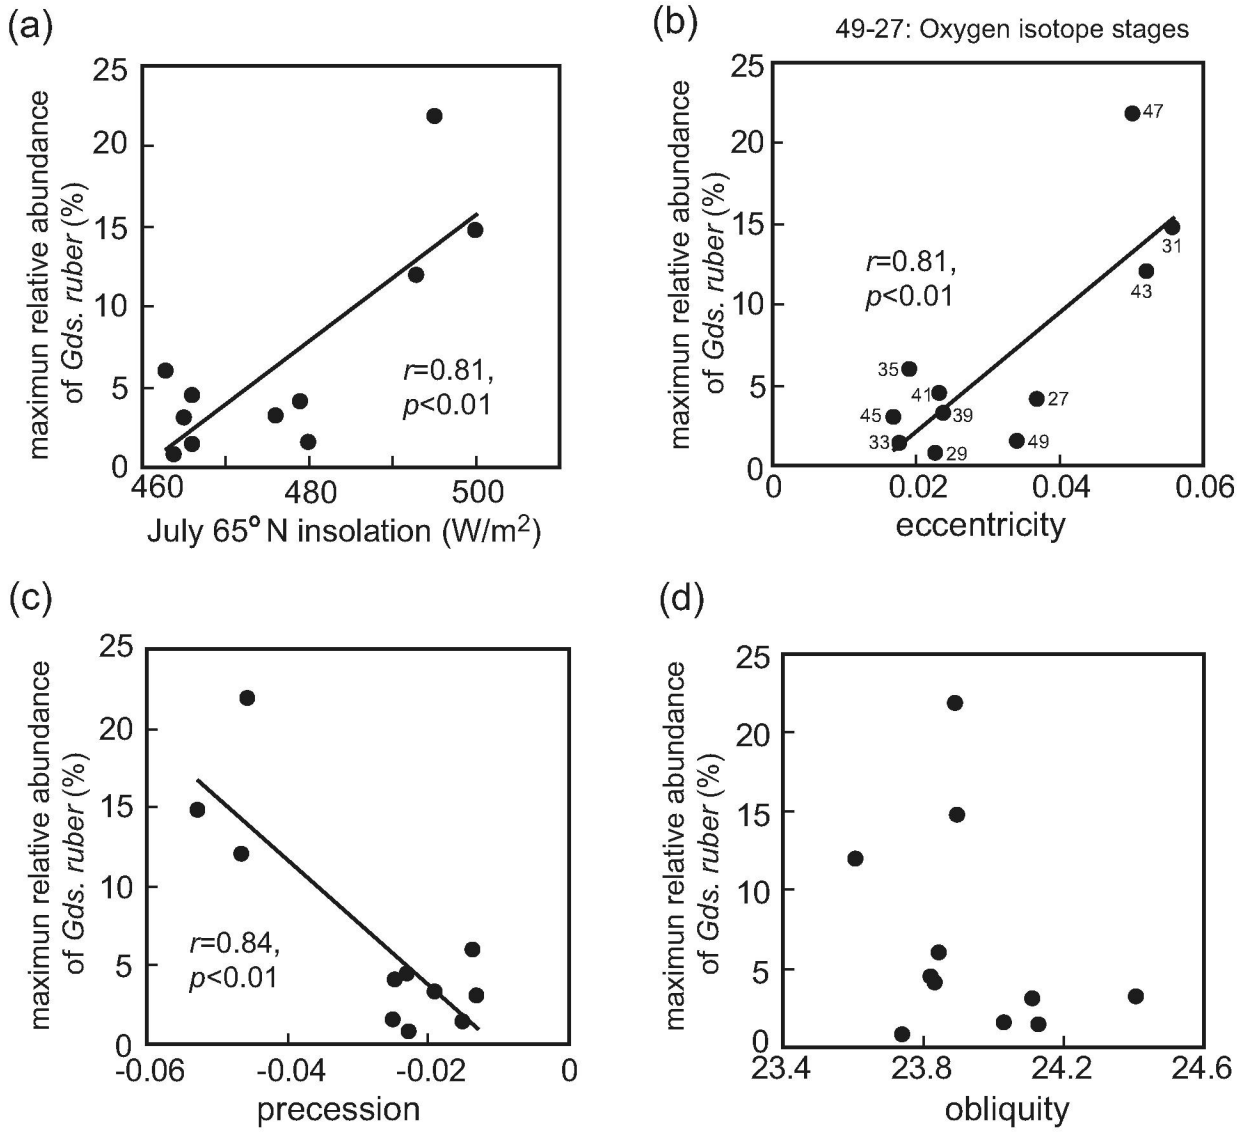 (a)
25
20
15
10
5
0
maximun relative abundance
of Gds. ruber (%)
r=0.81,
p<0.01
460
480
500
July 65° N insolation (W/m²)
(b)
49-27: Oxygen isotope stages
25
20
15
10
5
0
maximun relative abundance
of Gds. ruber (%)
r=0.81,
p<0.01
47
31
43
35
41
45
39
27
33
29
49
0
0.02
0.04
0.06
eccentricity
(c)
25
20
15
10
5
0
maximun relative abundance
of Gds. ruber (%)
r=0.84,
p<0.01
-0.06
-0.04
-0.02
0
precession
(d)
25
20
15
10
5
0
maximun relative abundance
of Gds. ruber (%)
23.4
23.8
24.2
24.6
obliquity